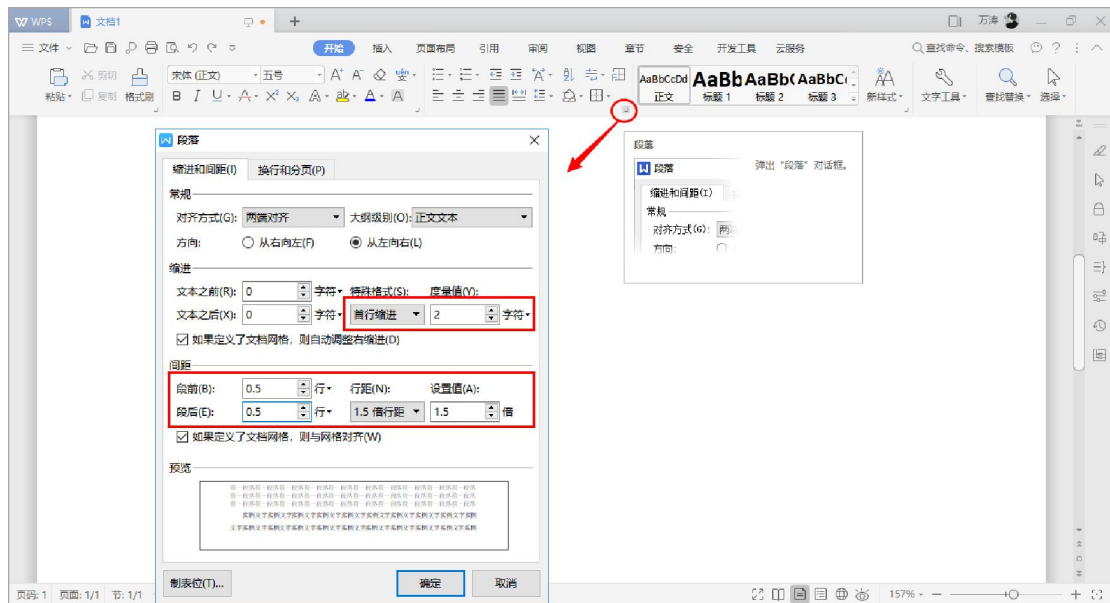 WPS 文档1 万涛
文件 开始 插入 页面布局 引用 审阅 视图 章节 安全 开发工具 云服务 查找命令、搜索模板
粘贴 剪切 复制 格式刷 宋体 (正文) 五号 AaBbCcDd AaBb AaBb( AaBbC( 新样式 文字工具 查找替换 选择
正文 标题 1 标题 2 标题 3
段落
缩进和间距(I) 换行和分页(P)
常规
对齐方式(G): 两端对齐 大纲级别(O): 正文文本
方向: 从右向左(F) 从左向右(L)
缩进
文本之前(R): 0 字符 特殊格式(S): 度量值(Y):
文本之后(X): 0 字符 首行缩进 2 字符
如果定义了文档网格，则自动调整右缩进(D)
间距
段前(B): 0.5 行 行距(N): 设置值(A):
段后(E): 0.5 行 1.5 倍行距 1.5 倍
如果定义了文档网格，则与网格对齐(W)
预览
制表位(T)... 确定 取消
段落
段落 弹出 "段落" 对话框。
缩进和间距(I)
常规
对齐方式(G): 两
方向:
页码: 1 页面: 1/1 节: 1/1 157%